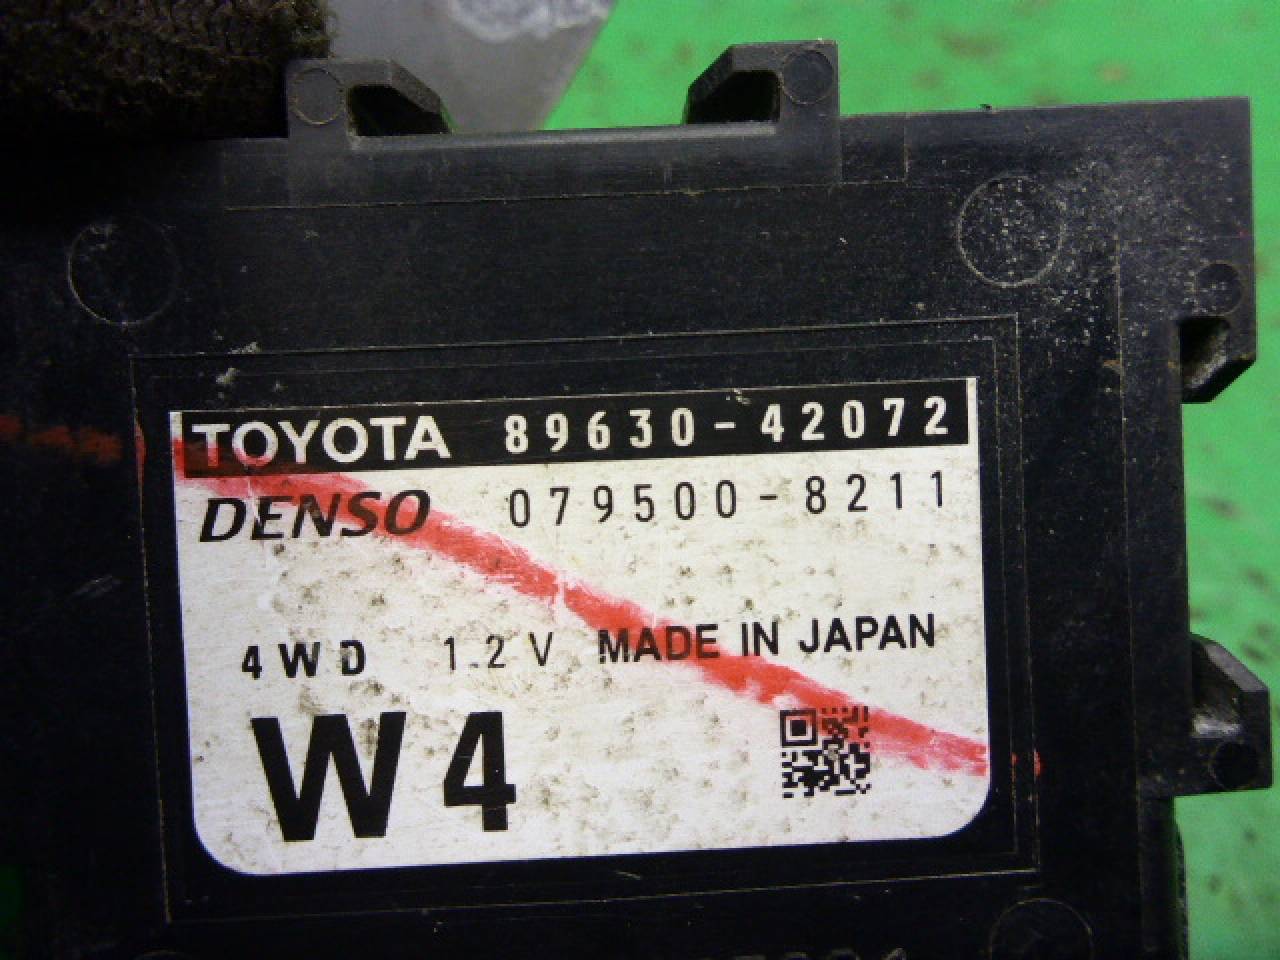 TOYOTA 89630-42072
DENSO 079500-8211
4WD 12V MADE IN JAPAN
W4